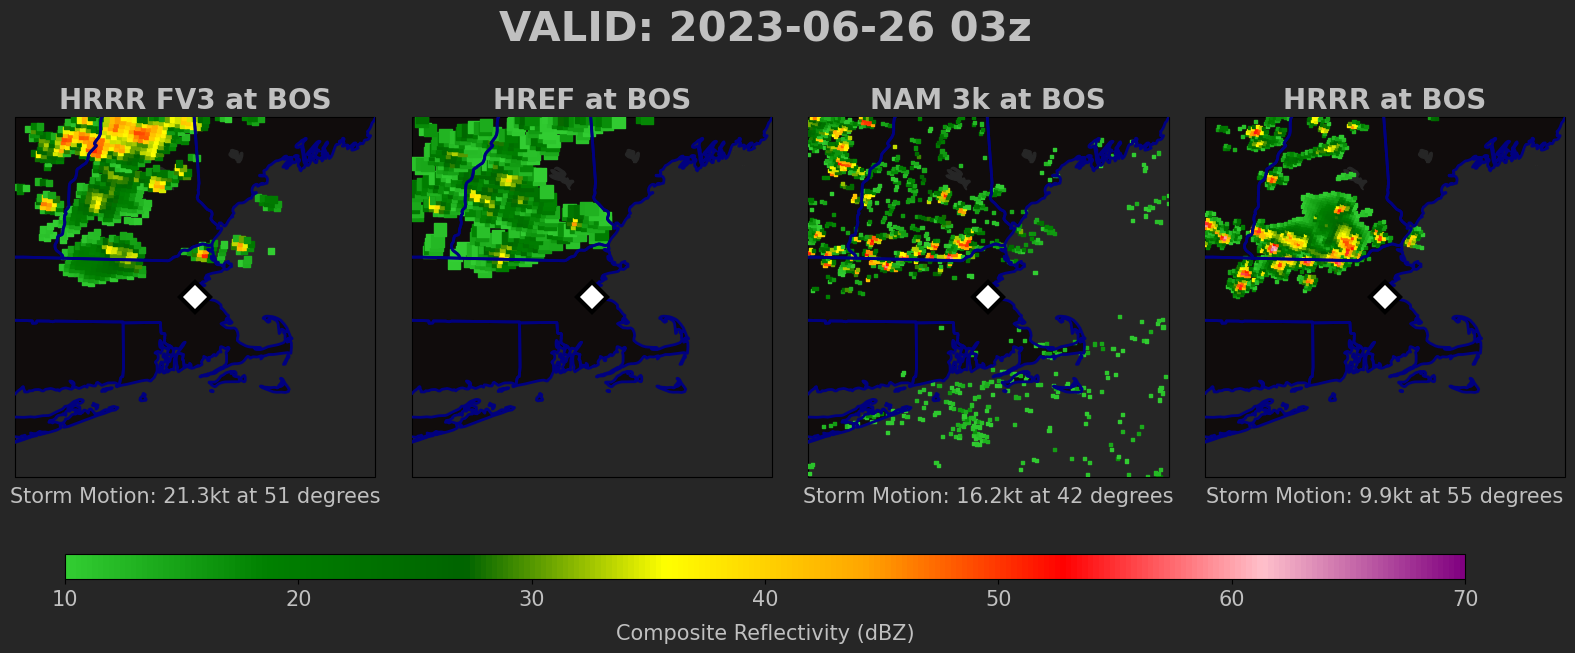 VALID: 2023-06-26 03z
HRRR FV3 at BOS
HREF at BOS
NAM 3k at BOS
HRRR at BOS
Storm Motion: 21.3kt at 51 degrees
Storm Motion: 16.2kt at 42 degrees
Storm Motion: 9.9kt at 55 degrees
10 20 30 40 50 60 70
Composite Reflectivity (dBZ)